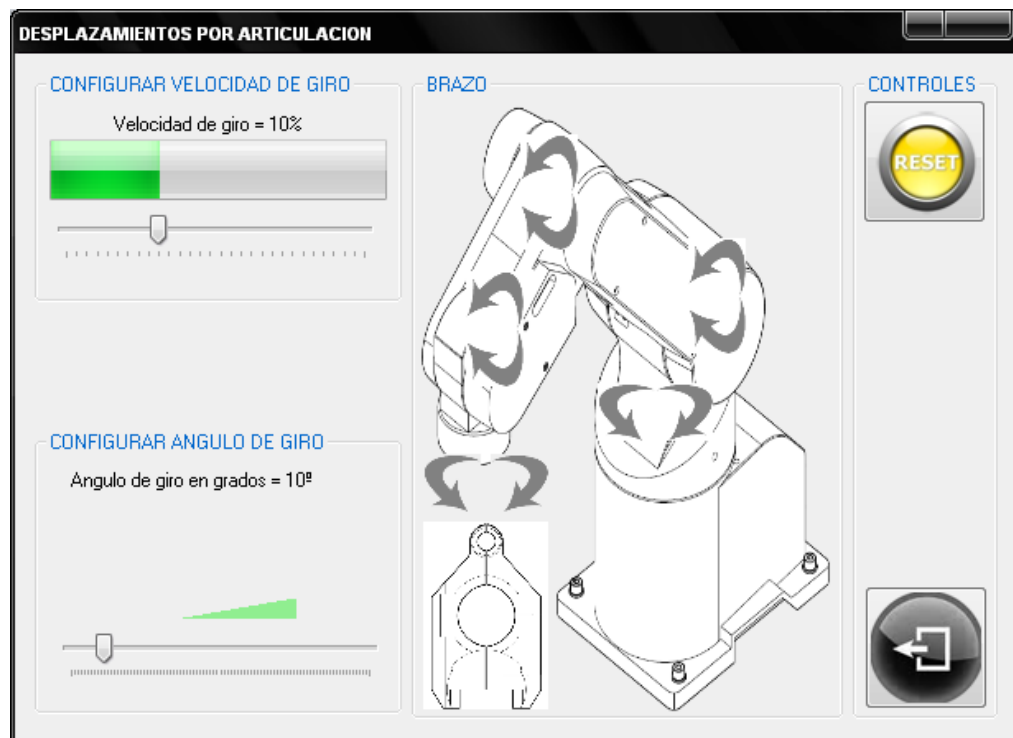 DESPLAZAMIENTOS POR ARTICULACION
CONFIGURAR VELOCIDAD DE GIRO
Velocidad de giro = 10%
CONFIGURAR ANGULO DE GIRO
Angulo de giro en grados = 10º
BRAZO
CONTROLES
RESET